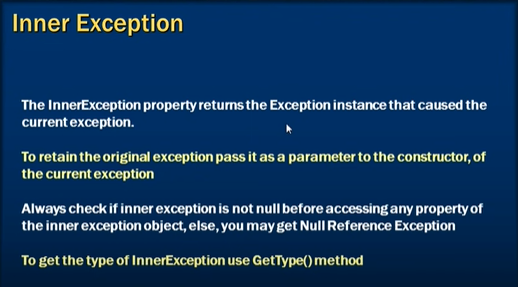 Inner Exception
The InnerException property returns the Exception instance that caused the
current exception.
To retain the original exception pass it as a parameter to the constructor, of
the current exception
Always check if inner exception is not null before accessing any property of
the inner exception object, else, you may get Null Reference Exception
To get the type of InnerException use GetType() method